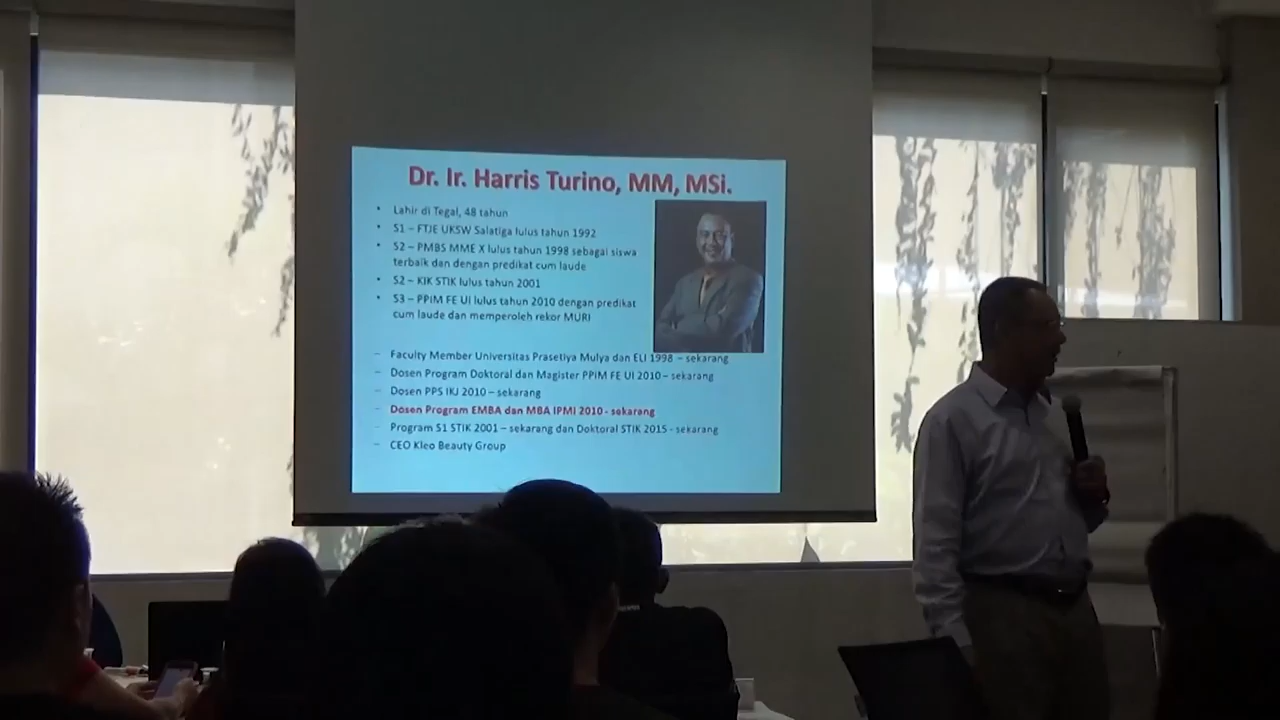 Dr. Ir. Harris Turino, MM, MSi.
• Lahir di Tegal, 48 tahun
• S1 – FTJE UKSW Salatiga lulus tahun 1992
• S2 – PMBS MME X lulus tahun 1998 sebagai siswa
terbaik dan dengan predikat cum laude
• S2 – KIK STIK lulus tahun 2001
• S3 – PPIM FE UI lulus tahun 2010 dengan predikat
cum laude dan memperoleh rekor MURI
– Faculty Member Universitas Prasetiya Mulya dan ELI 1998 – sekarang
– Dosen Program Doktoral dan Magister PPIM FE UI 2010 – sekarang
– Dosen PPS IKJ 2010 – sekarang
– Dosen Program EMBA dan MBA IPMI 2010 - sekarang
– Program S1 STIK 2001 – sekarang dan Doktoral STIK 2015 - sekarang
– CEO Kleo Beauty Group